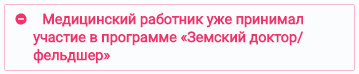 Медицинский работник уже принимал
участие в программе «Земский доктор/
фельдшер»